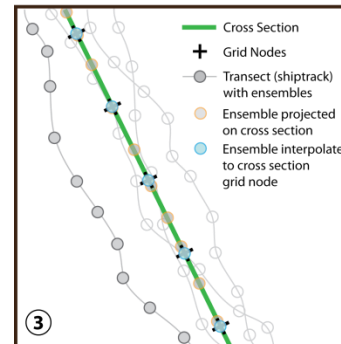 Cross Section
Grid Nodes
Transect (shiptrack)
with ensembles
Ensemble projected
on cross section
Ensemble interpolate
to cross section
grid node
3